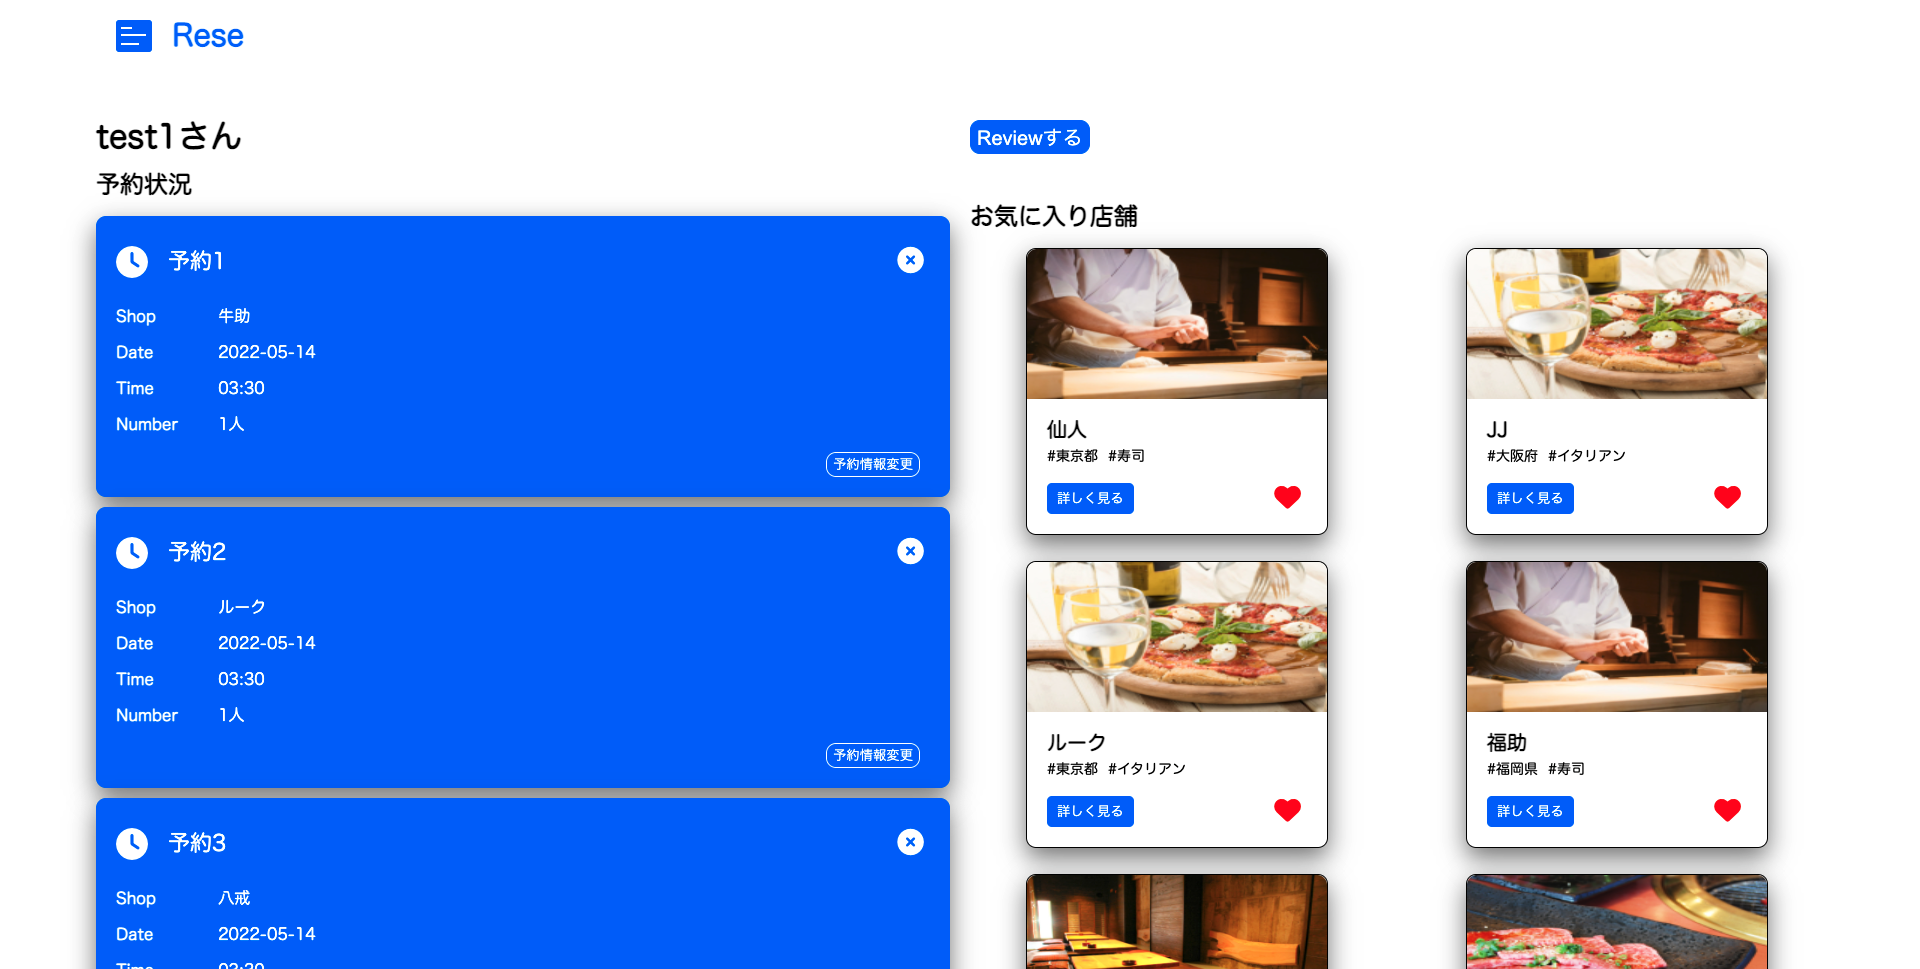 Rese
test1さん
予約状況
予約1
Shop 牛助
Date 2022-05-14
Time 03:30
Number 1人
予約情報変更
予約2
Shop ルーク
Date 2022-05-14
Time 03:30
Number 1人
予約情報変更
予約3
Shop 八戒
Date 2022-05-14
Time 03:30
Reviewする
お気に入り店舗
仙人
#東京都 #寿司
詳しく見る
JJ
#大阪府 #イタリアン
詳しく見る
ルーク
#東京都 #イタリアン
詳しく見る
福助
#福岡県 #寿司
詳しく見る